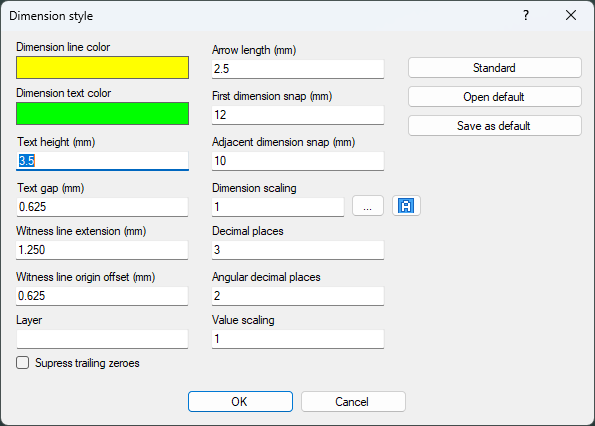 Dimension style
?
Dimension line color
Dimension text color
Text height (mm)
3.5
Text gap (mm)
0.625
Witness line extension (mm)
1.250
Witness line origin offset (mm)
0.625
Layer
Supress trailing zeroes
Arrow length (mm)
2.5
First dimension snap (mm)
12
Adjacent dimension snap (mm)
10
Dimension scaling
1
...
A
Decimal places
3
Angular decimal places
2
Value scaling
1
Standard
Open default
Save as default
OK
Cancel